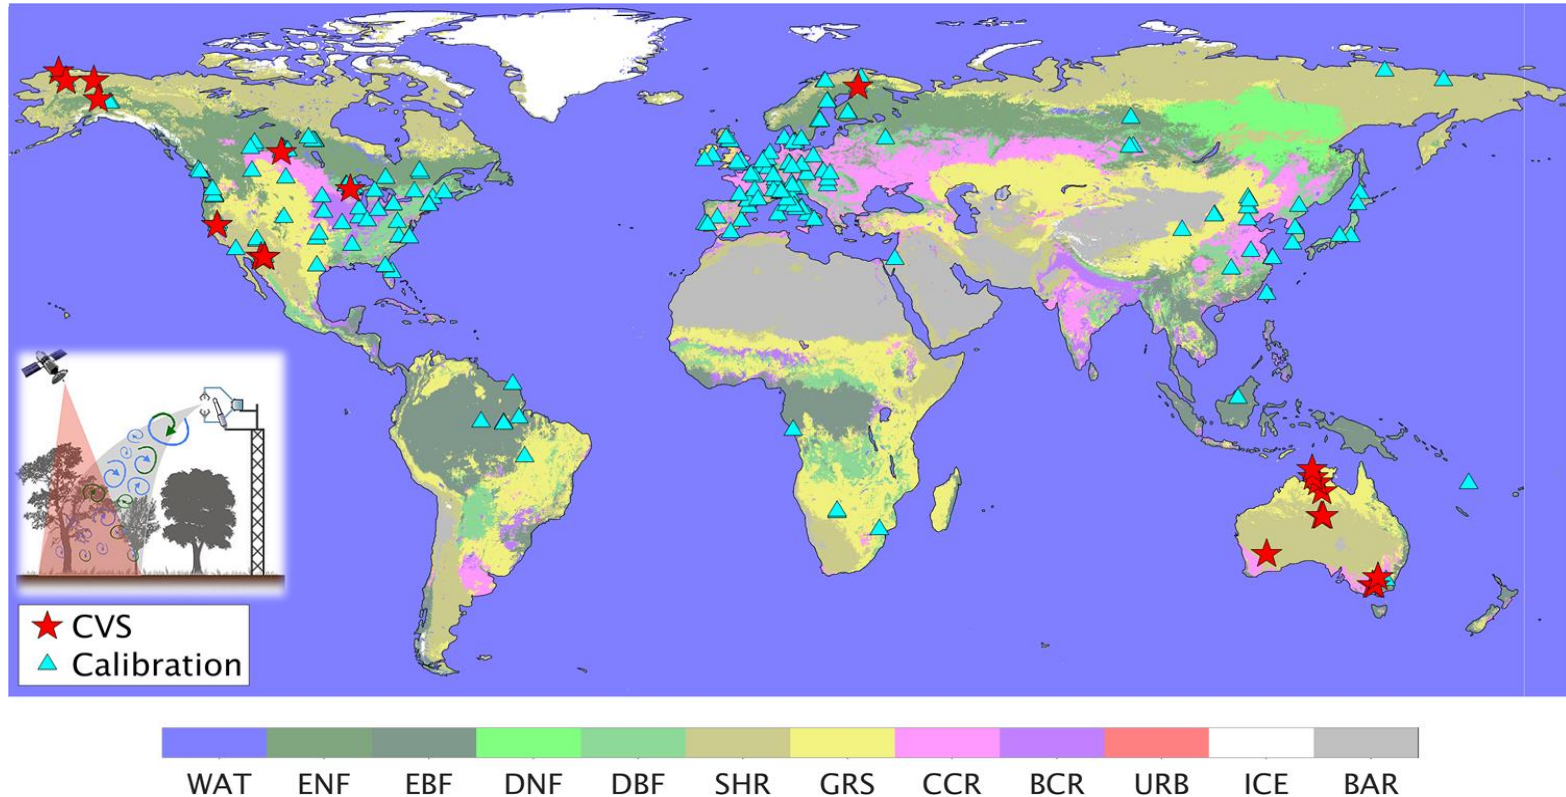 CVS
Calibration
WAT ENF EBF DNF DBF SHR GRS CCR BCR URB ICE BAR